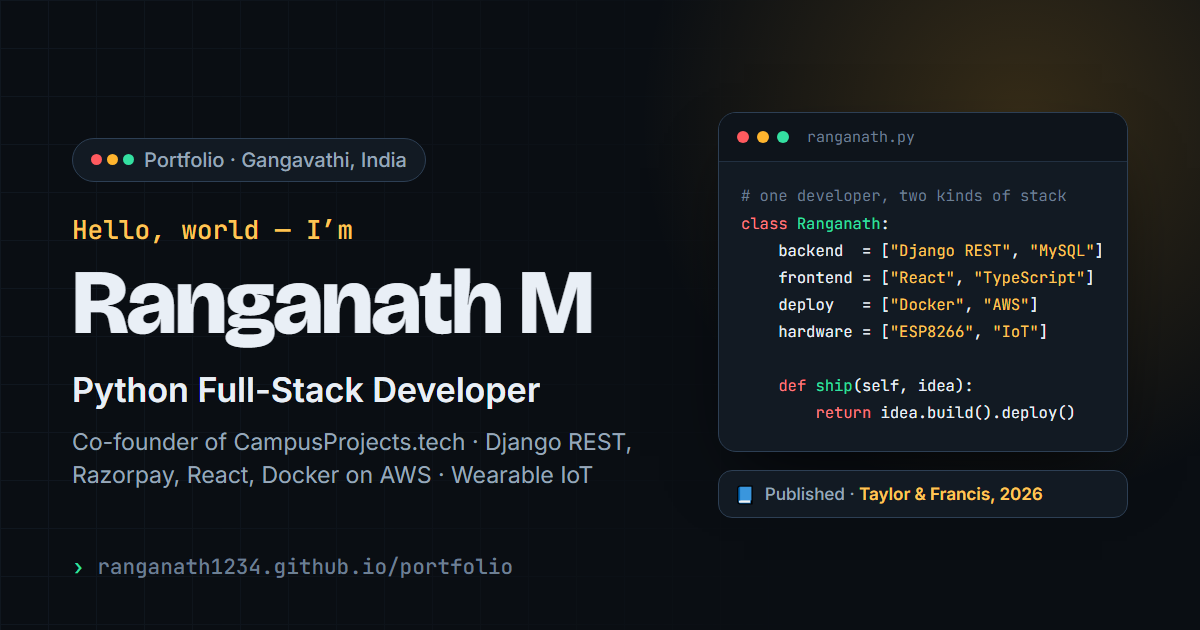 Portfolio · Gangavathi, India
Hello, world — I’m
Ranganath M
Python Full-Stack Developer
Co-founder of CampusProjects.tech · Django REST,
Razorpay, React, Docker on AWS · Wearable IoT
› ranganath1234.github.io/portfolio
ranganath.py
# one developer, two kinds of stack
class Ranganath:
    backend  = ["Django REST", "MySQL"]
    frontend = ["React", "TypeScript"]
    deploy   = ["Docker", "AWS"]
    hardware = ["ESP8266", "IoT"]
    def ship(self, idea):
        return idea.build().deploy()
Published · Taylor & Francis, 2026